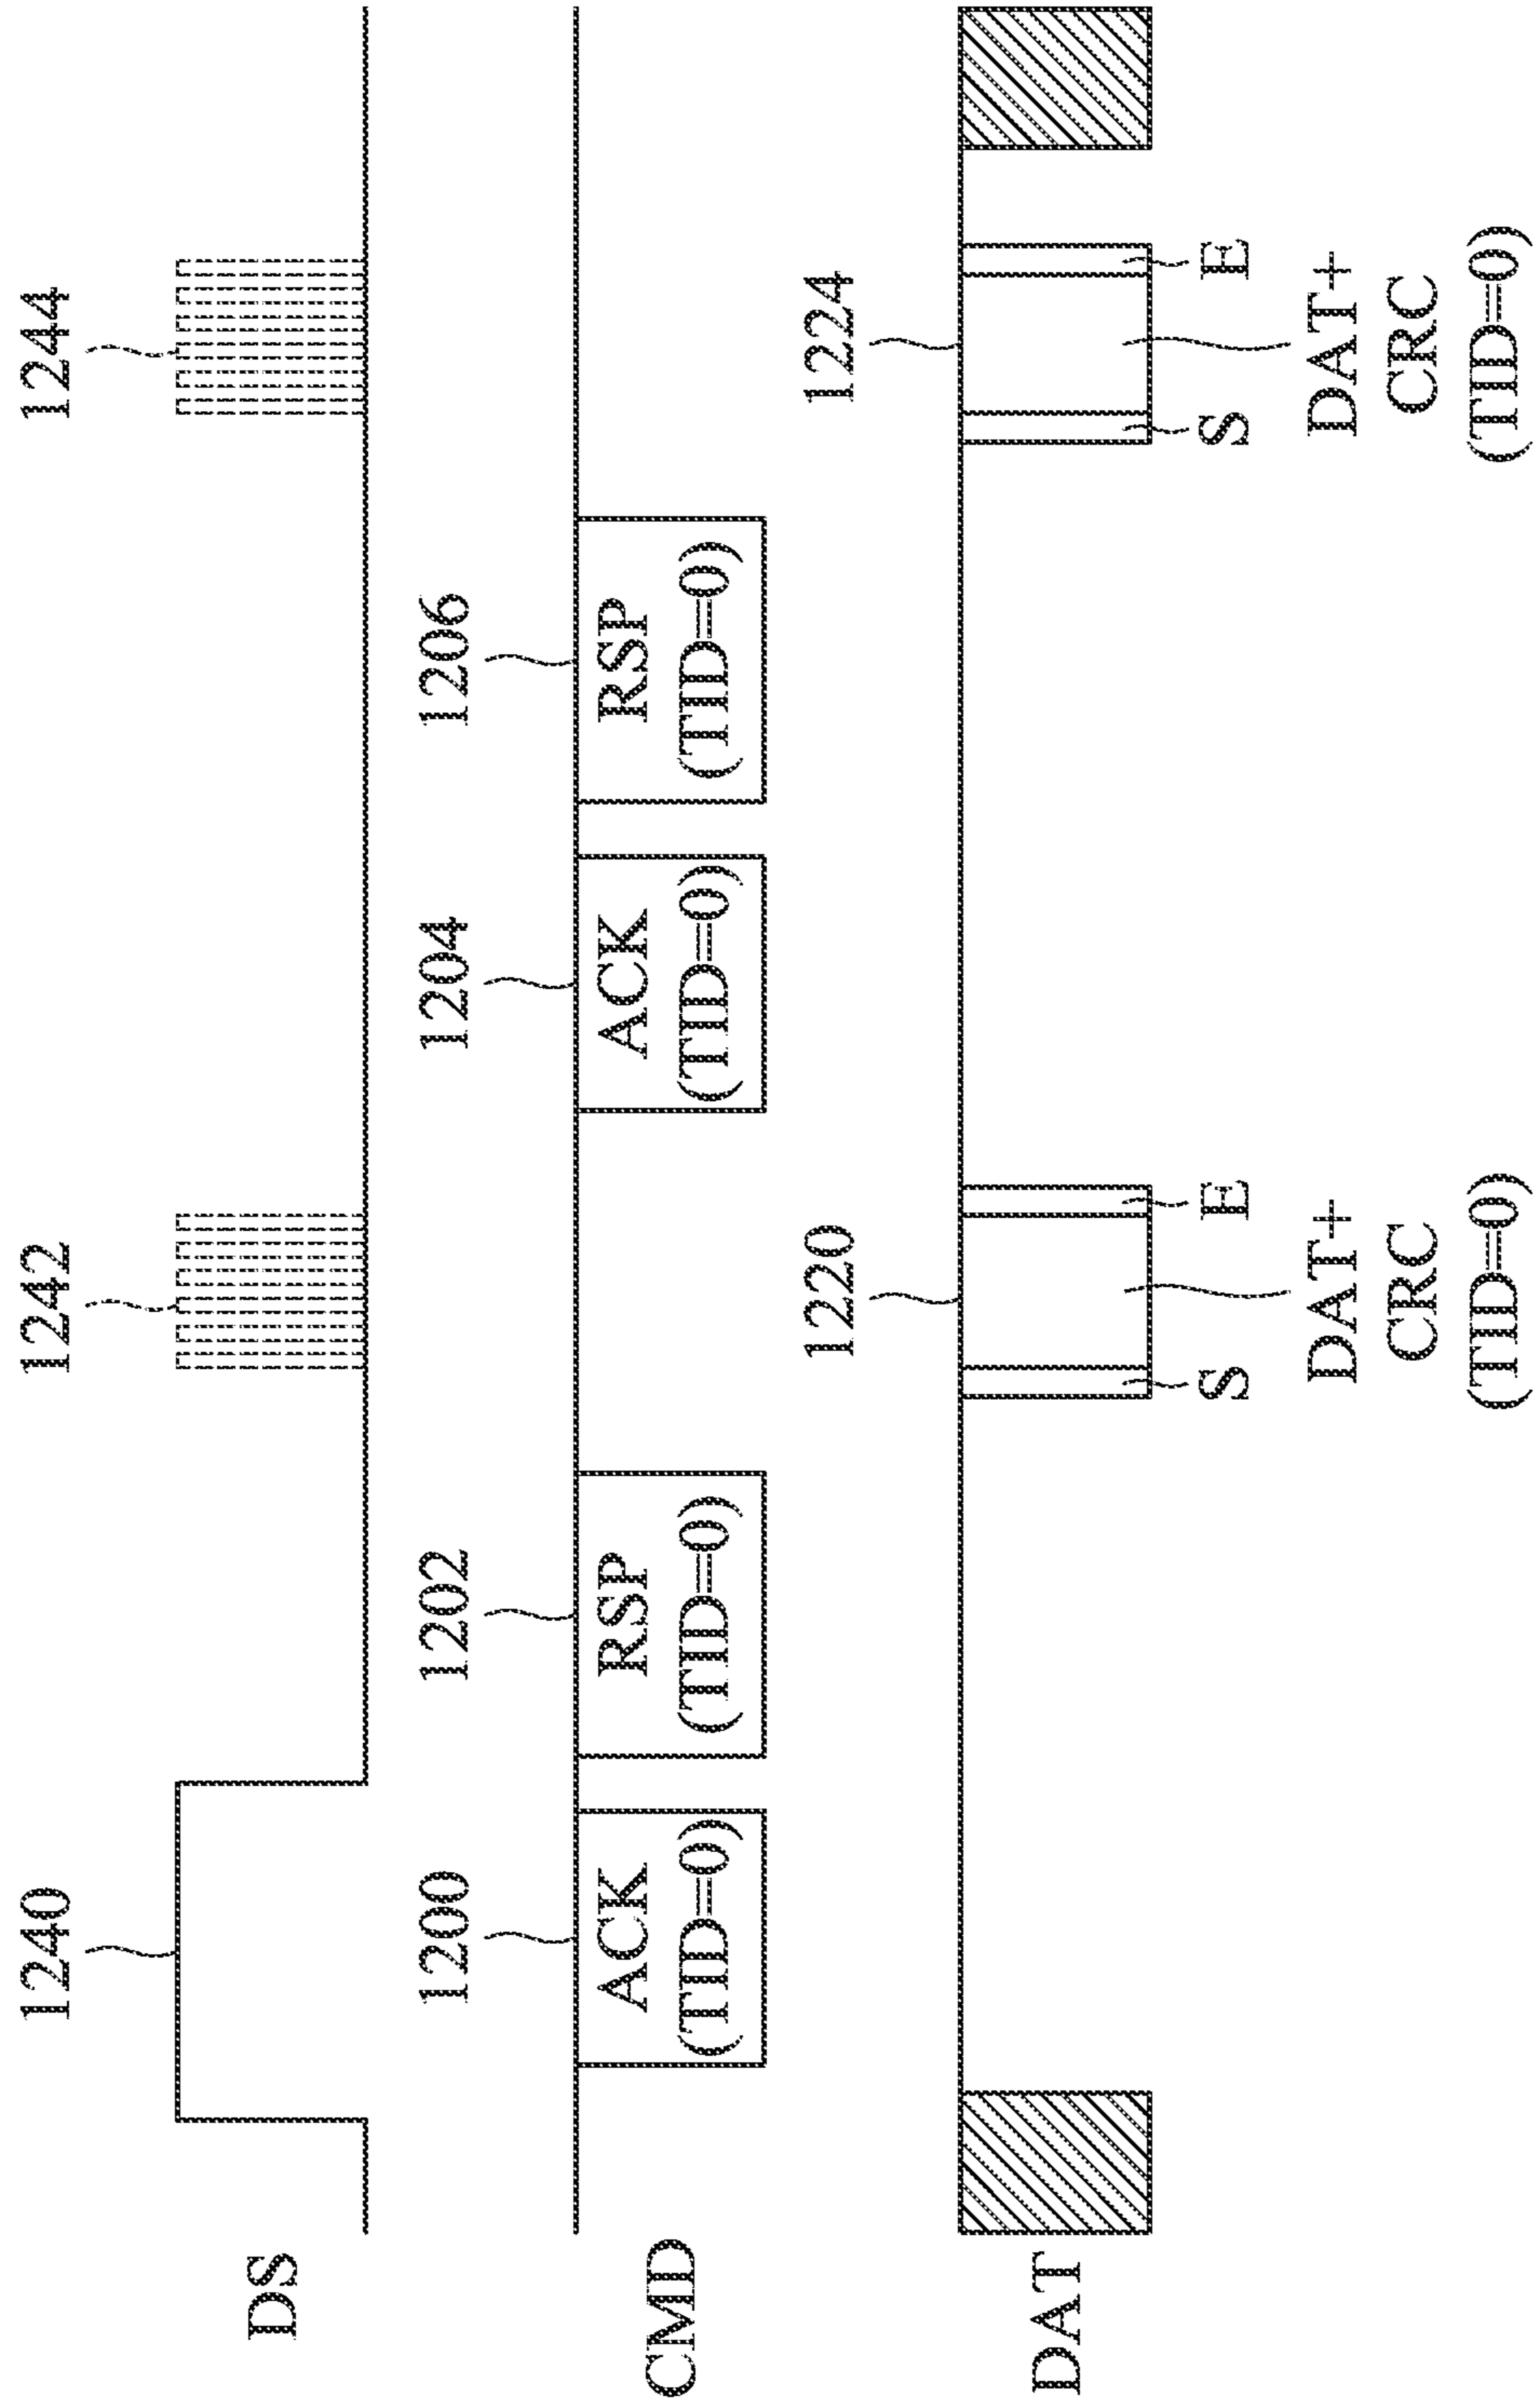 1240
1242
1244
DS
1200
1202
1204
1206
CMD
ACK
(TID=0)
RSP
(TID=0)
ACK
(TID=0)
RSP
(TID=0)
1220
1224
DAT
S
E
S
E
DAT+
CRC
(TID=0)
DAT+
CRC
(TID=0)